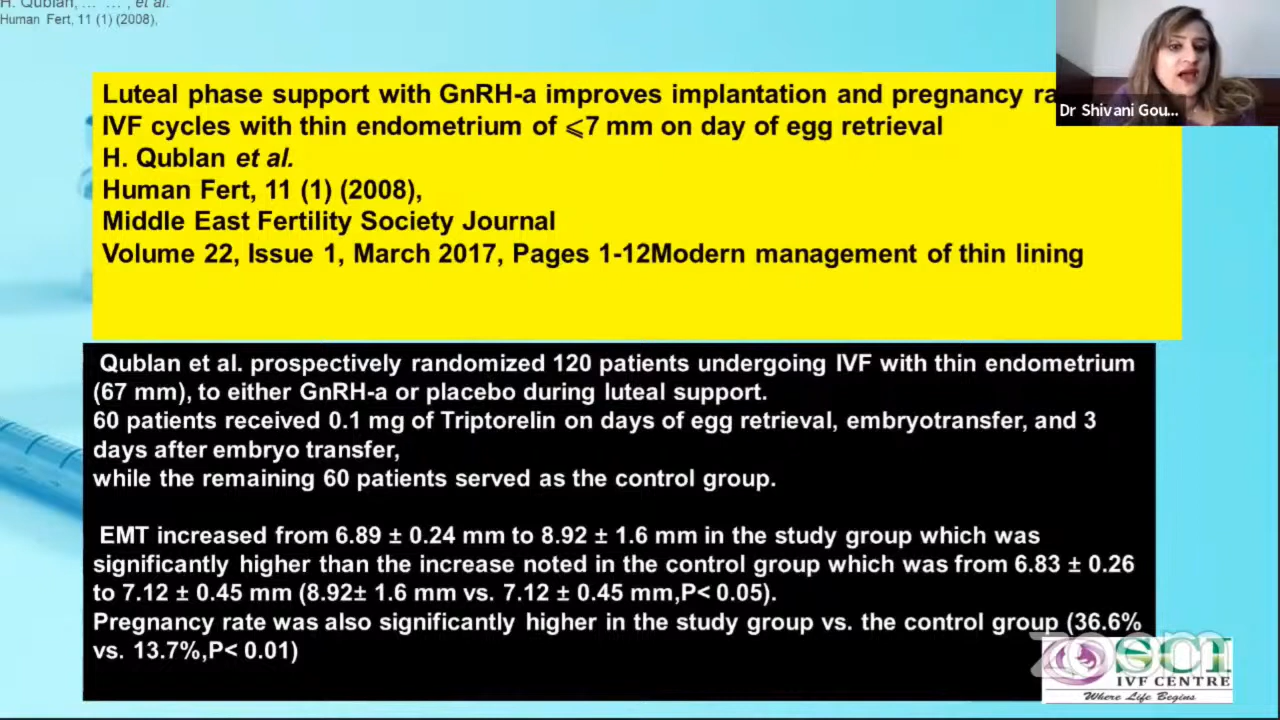 H. Qublan, ... ... , et al.
Human Fert, 11 (1) (2008),
Luteal phase support with GnRH-a improves implantation and pregnancy ra
IVF cycles with thin endometrium of ⩽7 mm on day of egg retrieval
H. Qublan et al.
Human Fert, 11 (1) (2008),
Middle East Fertility Society Journal
Volume 22, Issue 1, March 2017, Pages 1-12Modern management of thin lining
Dr Shivani Gou...
Qublan et al. prospectively randomized 120 patients undergoing IVF with thin endometrium
(67 mm), to either GnRH-a or placebo during luteal support.
60 patients received 0.1 mg of Triptorelin on days of egg retrieval, embryotransfer, and 3
days after embryo transfer,
while the remaining 60 patients served as the control group.
EMT increased from 6.89 ± 0.24 mm to 8.92 ± 1.6 mm in the study group which was
significantly higher than the increase noted in the control group which was from 6.83 ± 0.26
to 7.12 ± 0.45 mm (8.92± 1.6 mm vs. 7.12 ± 0.45 mm,P< 0.05).
Pregnancy rate was also significantly higher in the study group vs. the control group (36.6%
vs. 13.7%,P< 0.01)
zoom
IVF CENTRE
Where Life Begins